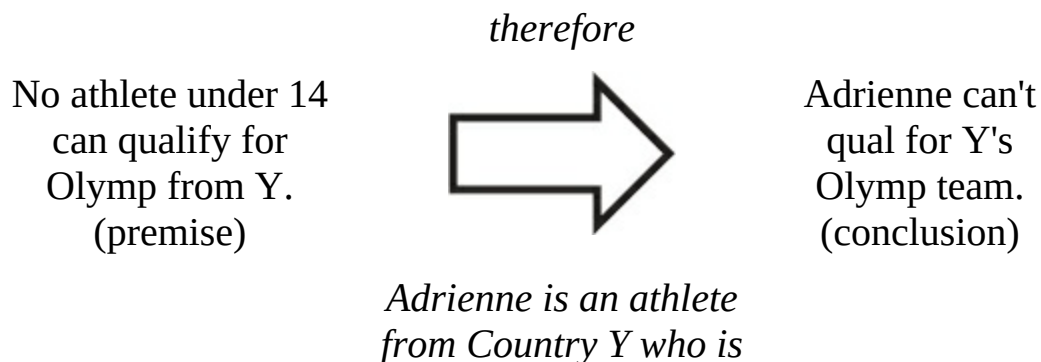 therefore
No athlete under 14
can qualify for
Olymp from Y.
(premise)
Adrienne can't
qual for Y's
Olymp team.
(conclusion)
Adrienne is an athlete
from Country Y who is